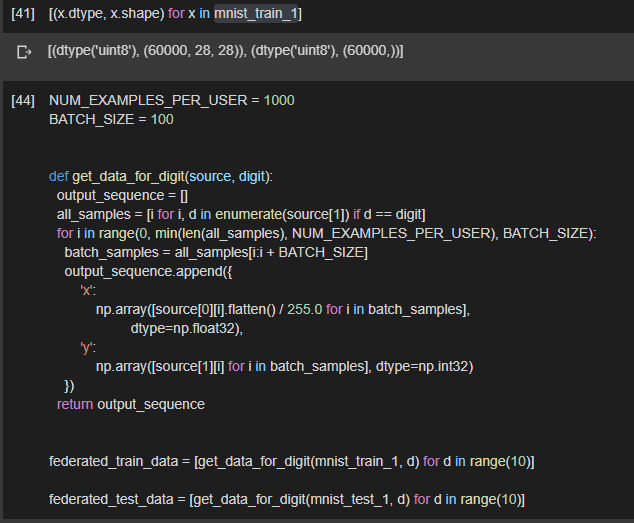 [41] [(x.dtype, x.shape) for x in mnist_train_1]
[(dtype('uint8'), (60000, 28, 28)), (dtype('uint8'), (60000,))]
[44] NUM_EXAMPLES_PER_USER = 1000
BATCH_SIZE = 100
def get_data_for_digit(source, digit):
  output_sequence = []
  all_samples = [i for i, d in enumerate(source[1]) if d == digit]
  for i in range(0, min(len(all_samples), NUM_EXAMPLES_PER_USER), BATCH_SIZE):
    batch_samples = all_samples[i:i + BATCH_SIZE]
    output_sequence.append({
        'x':
            np.array([source[0][i].flatten() / 255.0 for i in batch_samples],
                     dtype=np.float32),
        'y':
            np.array([source[1][i] for i in batch_samples], dtype=np.int32)
    })
  return output_sequence
federated_train_data = [get_data_for_digit(mnist_train_1, d) for d in range(10)]
federated_test_data = [get_data_for_digit(mnist_test_1, d) for d in range(10)]